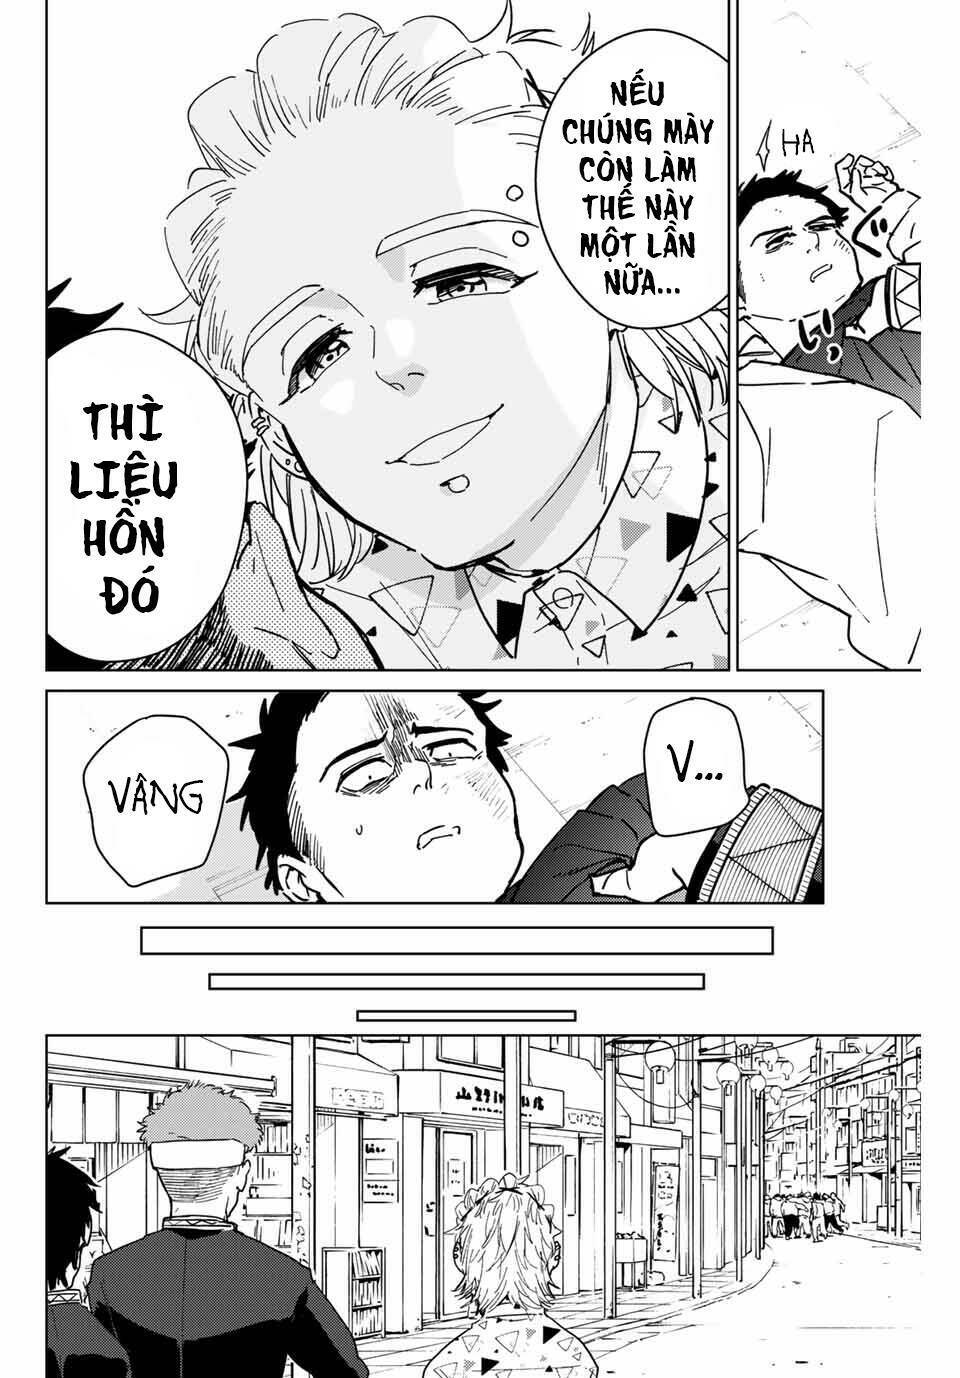 HA
NẾU
CHÚNG MÀY
CÒN LÀM
THẾ NÀY
MỘT LẦN
NỮA...
THÌ
LIỆU
HỒN
ĐÓ
V...
VÂNG